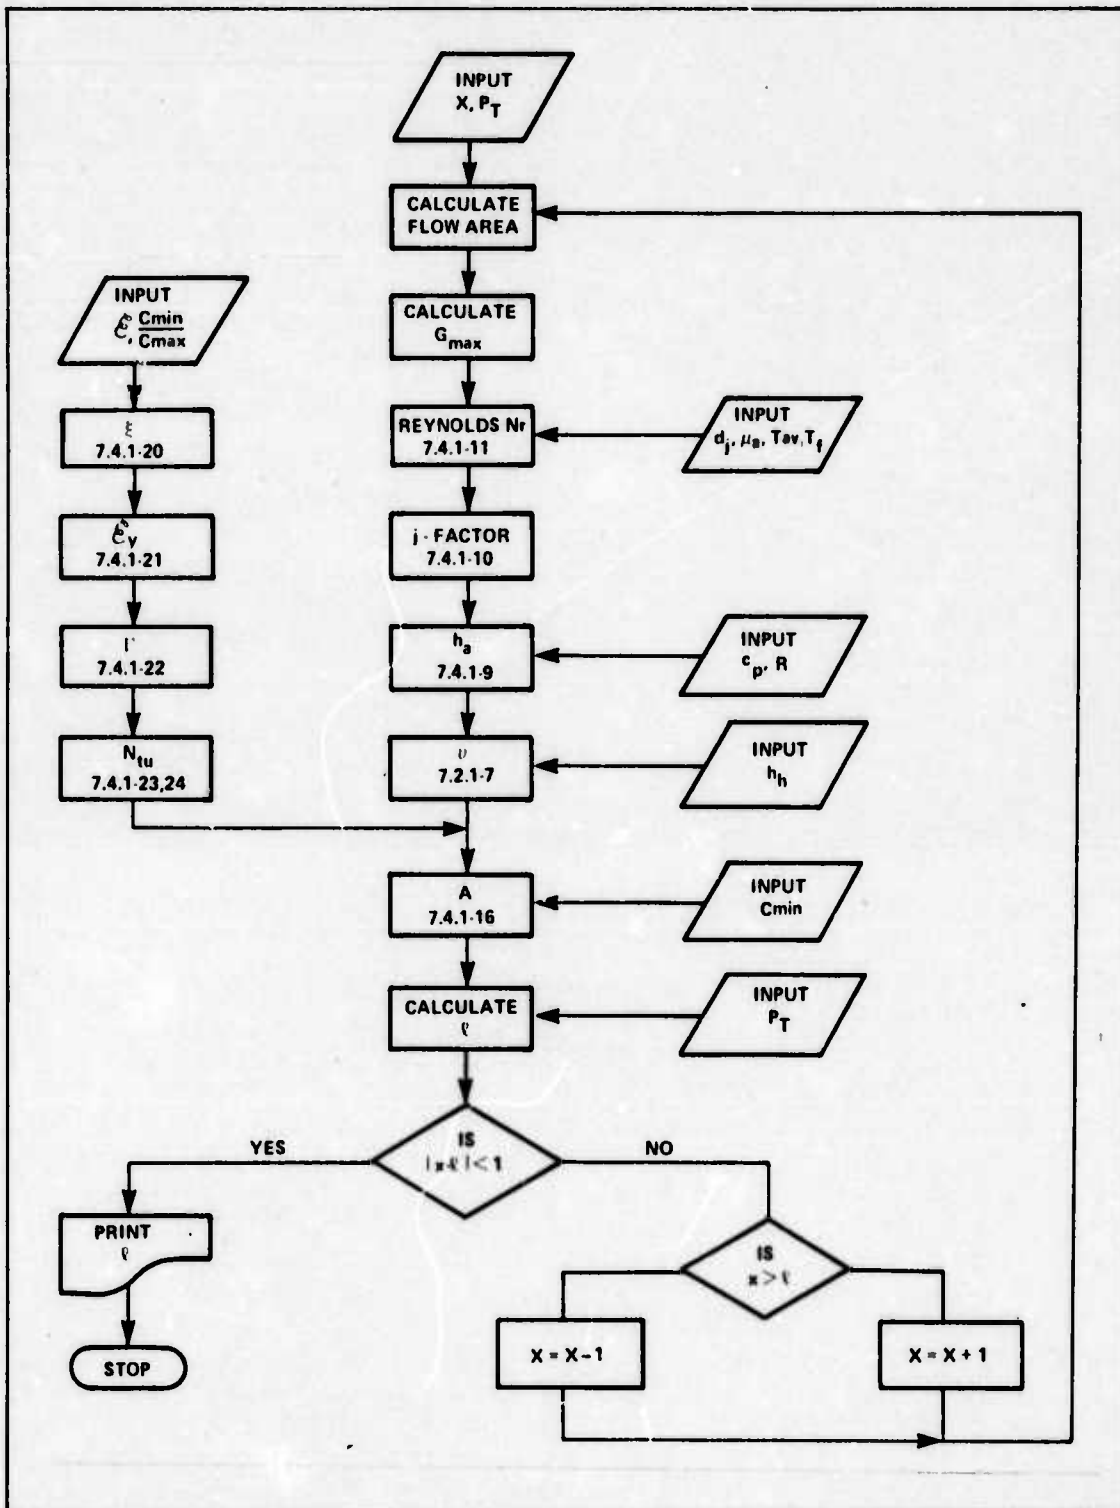 INPUT
X, P_T
CALCULATE
FLOW AREA
INPUT
ℰ, Cmin
Cmax
CALCULATE
G_max
ξ
7.4.1-20
REYNOLDS Nr
7.4.1-11
INPUT
d_j, μ_a, Tav, T_f
ℰ_y
7.4.1-21
j - FACTOR
7.4.1-10
Γ
7.4.1-22
h_a
7.4.1-9
INPUT
c_p, R
N_tu
7.4.1-23,24
υ
7.2.1-7
INPUT
h_h
A
7.4.1-16
INPUT
Cmin
CALCULATE
ℓ
INPUT
P_T
IS
|x-ℓ| < 1
YES
NO
PRINT
ℓ
IS
x > ℓ
STOP
X = X - 1
X = X + 1